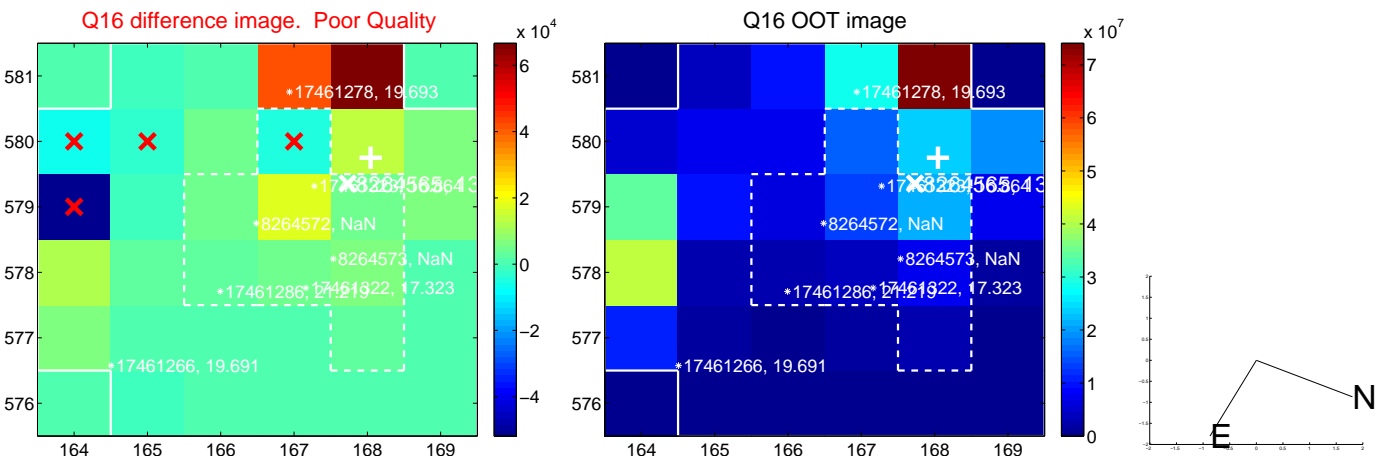 Q16 difference image. Poor Quality
Q16 OOT image
x 10^4
x 10^7
581
580
579
578
577
576
164 165 166 167 168 169
6
4
2
0
−2
−4
17461278, 19.693
8264572, NaN
8264573, NaN
17461286, 21.219
17461322, 17.323
17461266, 19.691
581
580
579
578
577
576
164 165 166 167 168 169
7
6
5
4
3
2
1
0
17461278, 19.693
8264572, NaN
8264573, NaN
17461286, 21.219
17461322, 17.323
17461266, 19.691
N
E